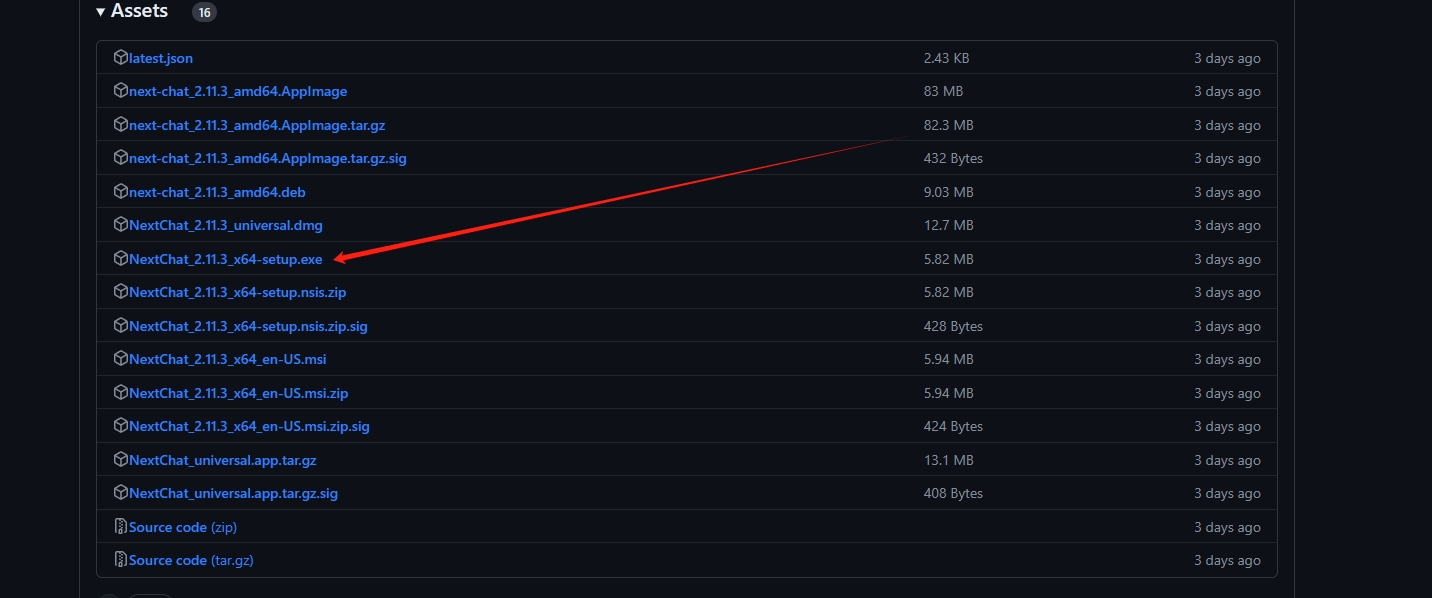 Assets 16
latest.json 2.43 KB 3 days ago
next-chat_2.11.3_amd64.AppImage 83 MB 3 days ago
next-chat_2.11.3_amd64.AppImage.tar.gz 82.3 MB 3 days ago
next-chat_2.11.3_amd64.AppImage.tar.gz.sig 432 Bytes 3 days ago
next-chat_2.11.3_amd64.deb 9.03 MB 3 days ago
NextChat_2.11.3_universal.dmg 12.7 MB 3 days ago
NextChat_2.11.3_x64-setup.exe 5.82 MB 3 days ago
NextChat_2.11.3_x64-setup.nsis.zip 5.82 MB 3 days ago
NextChat_2.11.3_x64-setup.nsis.zip.sig 428 Bytes 3 days ago
NextChat_2.11.3_x64_en-US.msi 5.94 MB 3 days ago
NextChat_2.11.3_x64_en-US.msi.zip 5.94 MB 3 days ago
NextChat_2.11.3_x64_en-US.msi.zip.sig 424 Bytes 3 days ago
NextChat_universal.app.tar.gz 13.1 MB 3 days ago
NextChat_universal.app.tar.gz.sig 408 Bytes 3 days ago
Source code (zip) 3 days ago
Source code (tar.gz) 3 days ago